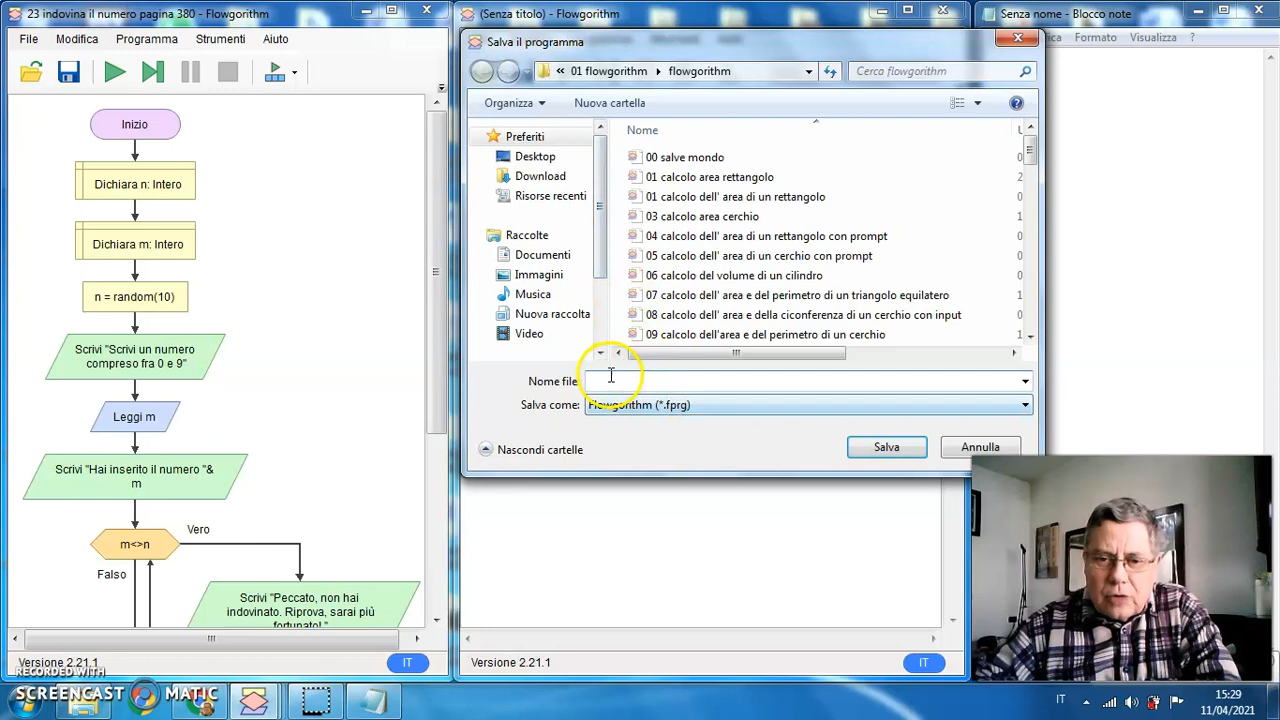 23 indovina il numero pagina 380 - Flowgorithm
File Modifica Programma Strumenti Aiuto
Inizio
Dichiara n: Intero
Dichiara m: Intero
n = random(10)
Scrivi "Scrivi un numero
compreso fra 0 e 9"
Leggi m
Scrivi "Hai inserito il numero "&
m
m<>n
Vero
Falso
Scrivi "Peccato, non hai
indovinato. Riprova, sarai più
fortunato! "
Versione 2.21.1
IT
(Senza titolo) - Flowgorithm
Salva il programma
« 01 flowgorithm flowgorithm
Cerca flowgorithm
Organizza
Nuova cartella
Preferiti
Desktop
Download
Risorse recenti
Raccolte
Documenti
Immagini
Musica
Nuova raccolta
Video
Nome
00 salve mondo
01 calcolo area rettangolo
01 calcolo dell' area di un rettangolo
03 calcolo area cerchio
04 calcolo dell' area di un rettangolo con prompt
05 calcolo dell' area di un cerchio con prompt
06 calcolo del volume di un cilindro
07 calcolo dell' area e del perimetro di un triangolo equilatero
08 calcolo dell' area e della ciconferenza di un cerchio con input
09 calcolo dell'area e del perimetro di un cerchio
Nome file:
Salva come: Flowgorithm (*.fprg)
Nascondi cartelle
Salva
Annulla
Versione 2.21.1
IT
Senza nome - Blocco note
Formato Visualizza ?
RECORDED WITH
SCREENCAST MATIC
IT
15:29
11/04/2021